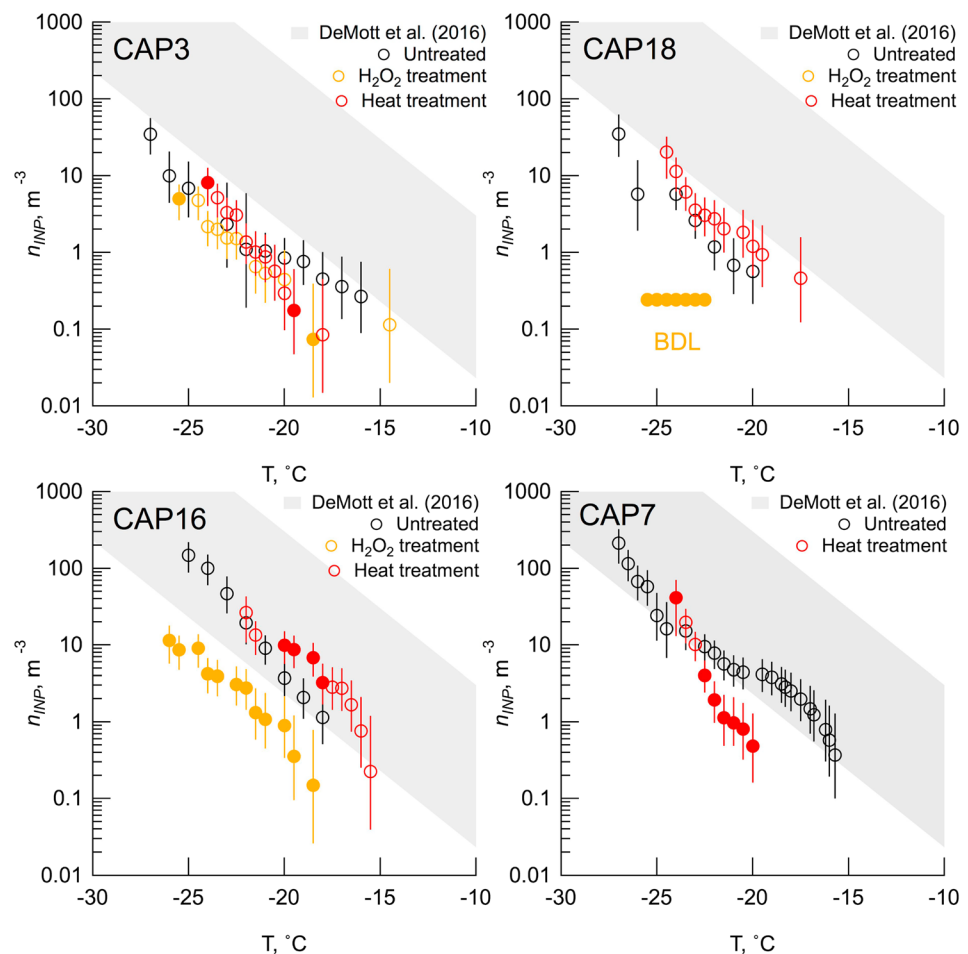 CAP3
DeMott et al. (2016)
Untreated
H₂O₂ treatment
Heat treatment
1000
100
10
1
0.1
0.01
nINP, m⁻³
-30
-25
-20
-15
-10
T, ˚C
CAP18
DeMott et al. (2016)
Untreated
H₂O₂ treatment
Heat treatment
BDL
1000
100
10
1
0.1
0.01
nINP, m⁻³
-30
-25
-20
-15
-10
T, ˚C
CAP16
DeMott et al. (2016)
Untreated
H₂O₂ treatment
Heat treatment
1000
100
10
1
0.1
0.01
nINP, m⁻³
-30
-25
-20
-15
-10
T, ˚C
CAP7
DeMott et al. (2016)
Untreated
Heat treatment
1000
100
10
1
0.1
0.01
nINP, m⁻³
-30
-25
-20
-15
-10
T, ˚C